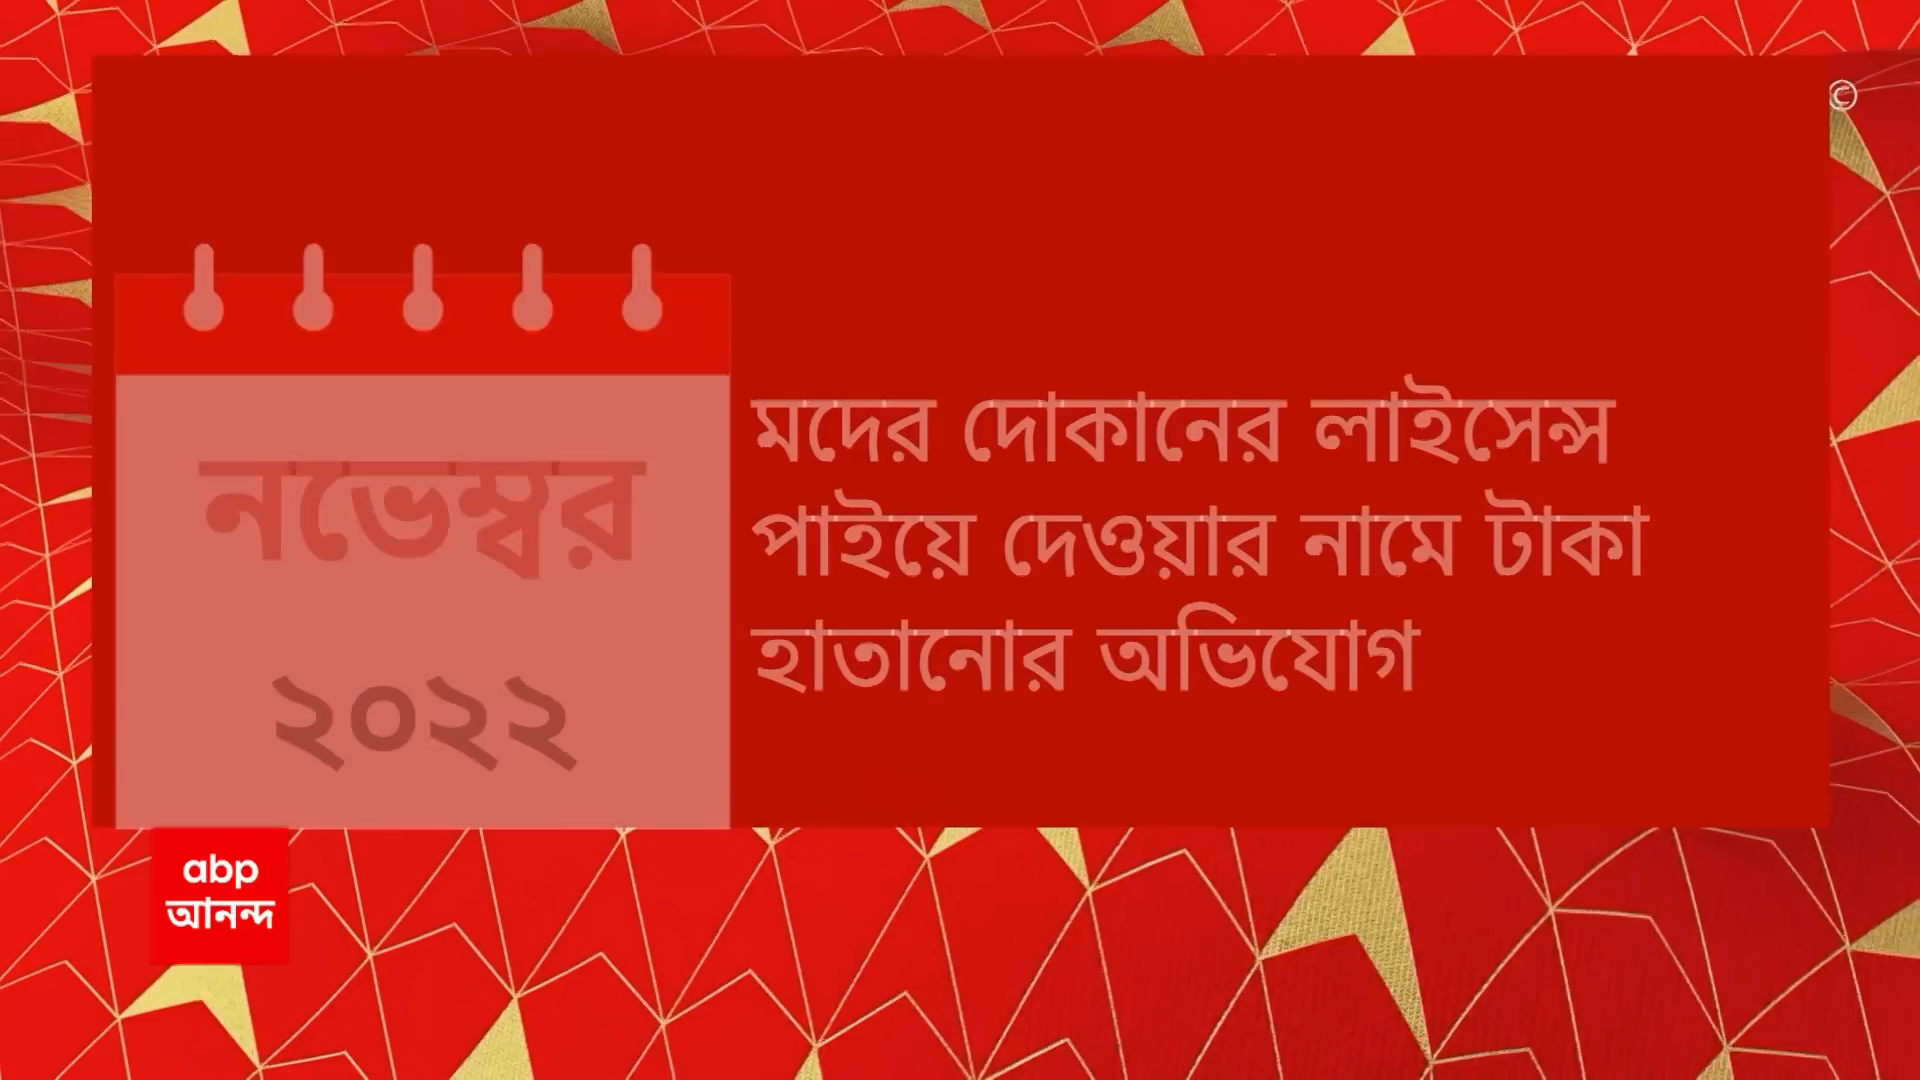 নভেম্বর
২০২২
মদের দোকানের লাইসেন্স
পাইয়ে দেওয়ার নামে টাকা
হাতানোর অভিযোগ
abp
আনন্দ
©